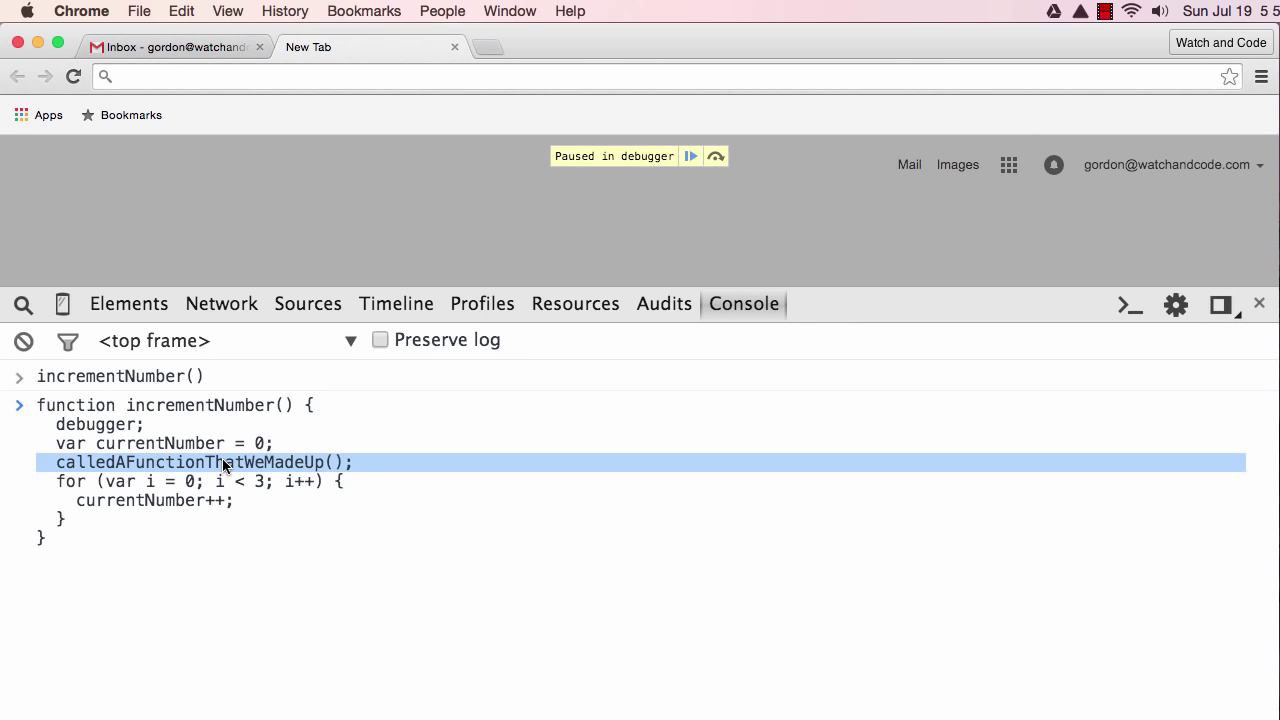 Chrome File Edit View History Bookmarks People Window Help Sun Jul 19 5 5
Inbox - gordon@watchand New Tab Watch and Code
Apps Bookmarks
Paused in debugger
Mail Images gordon@watchandcode.com
Elements Network Sources Timeline Profiles Resources Audits Console
<top frame> Preserve log
incrementNumber()
function incrementNumber() {
debugger;
var currentNumber = 0;
calledAFunctionThatWeMadeUp();
for (var i = 0; i < 3; i++) {
currentNumber++;
}
}